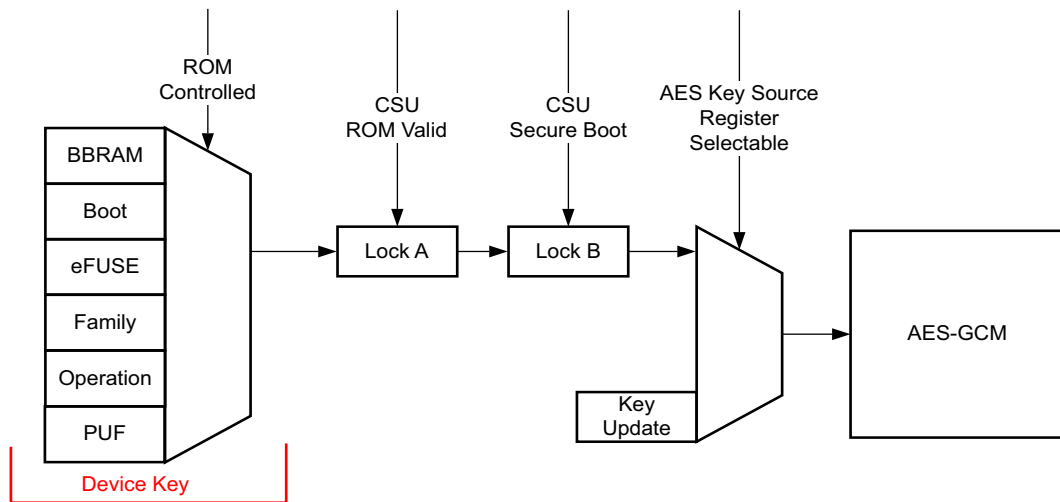 ROM
Controlled
CSU
ROM Valid
CSU
Secure Boot
AES Key Source
Register
Selectable
BBRAM
Boot
eFUSE
Family
Operation
PUF
Lock A
Lock B
Key
Update
AES-GCM
Device Key